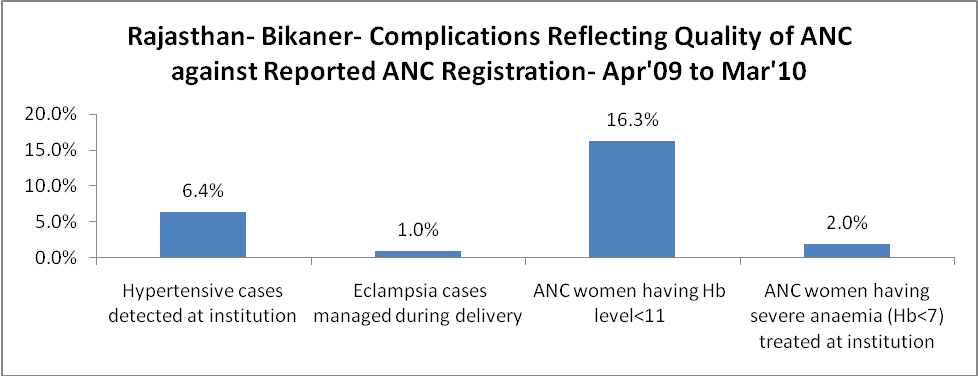 Rajasthan- Bikaner- Complications Reflecting Quality of ANC
against Reported ANC Registration- Apr'09 to Mar'10
20.0%
15.0%
10.0%
5.0%
0.0%
6.4%
1.0%
16.3%
2.0%
Hypertensive cases
detected at institution
Eclampsia cases
managed during delivery
ANC women having Hb
level<11
ANC women having
severe anaemia (Hb<7)
treated at institution